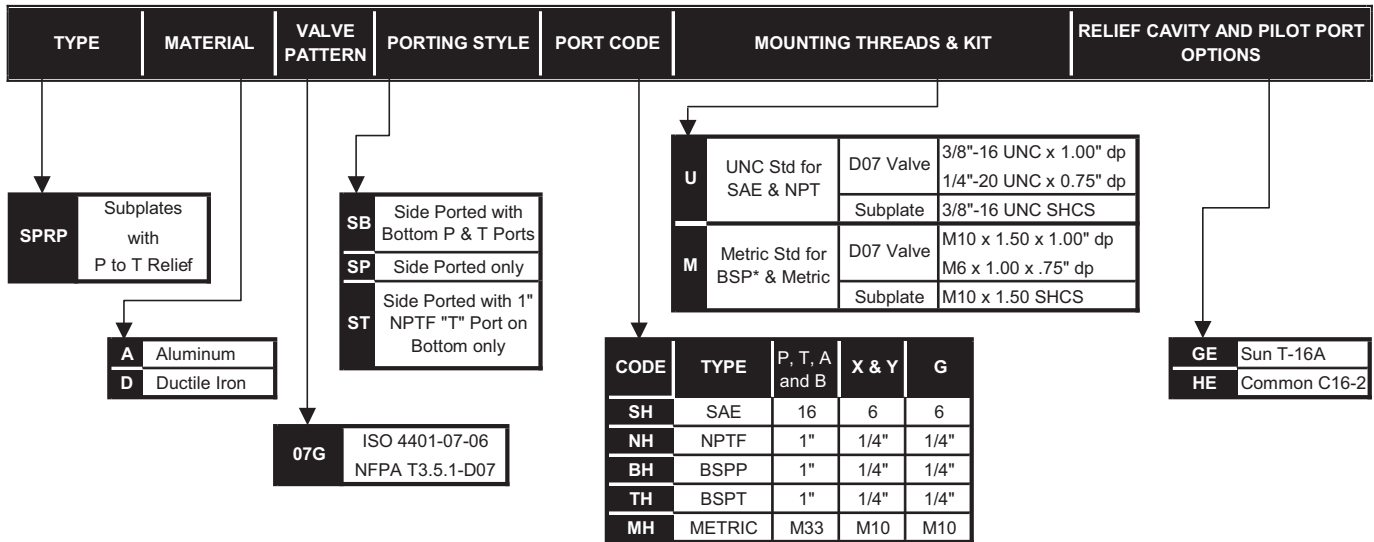 TYPE
MATERIAL
VALVE
PATTERN
PORTING STYLE
PORT CODE
MOUNTING THREADS & KIT
RELIEF CAVITY AND PILOT PORT
OPTIONS
SPRP
Subplates
with
P to T Relief
A Aluminum
D Ductile Iron
07G
ISO 4401-07-06
NFPA T3.5.1-D07
SB
Side Ported with
Bottom P & T Ports
SP Side Ported only
ST
Side Ported with 1"
NPTF "T" Port on
Bottom only
CODE TYPE P, T, A
and B
X & Y G
SH SAE 16 6 6
NH NPTF 1" 1/4" 1/4"
BH BSPP 1" 1/4" 1/4"
TH BSPT 1" 1/4" 1/4"
MH METRIC M33 M10 M10
U
UNC Std for
SAE & NPT
D07 Valve
3/8"-16 UNC x 1.00" dp
1/4"-20 UNC x 0.75" dp
Subplate 3/8"-16 UNC SHCS
M
Metric Std for
BSP* & Metric
D07 Valve
M10 x 1.50 x 1.00" dp
M6 x 1.00 x .75" dp
Subplate M10 x 1.50 SHCS
GE Sun T-16A
HE Common C16-2